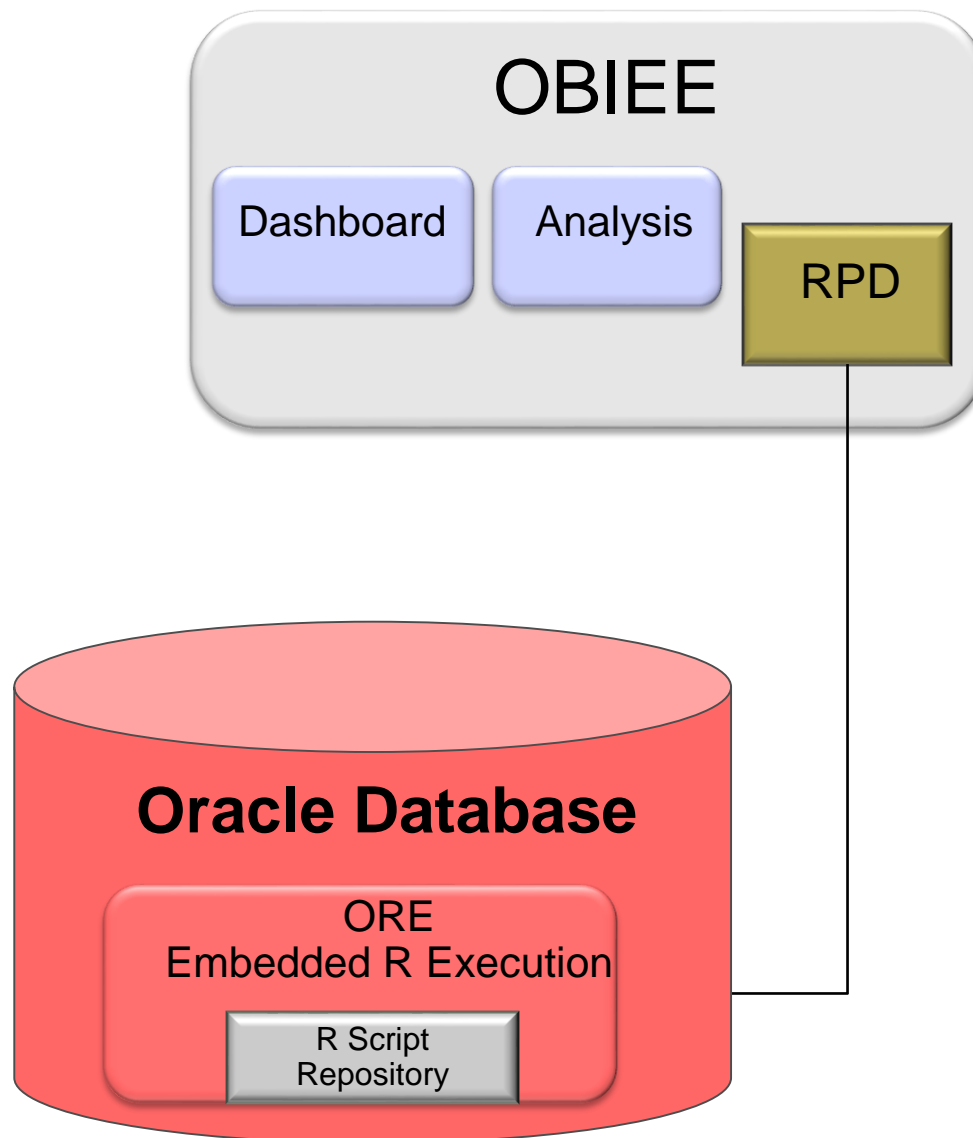 OBIEE
Dashboard
Analysis
RPD
Oracle Database
ORE
Embedded R Execution
R Script
Repository